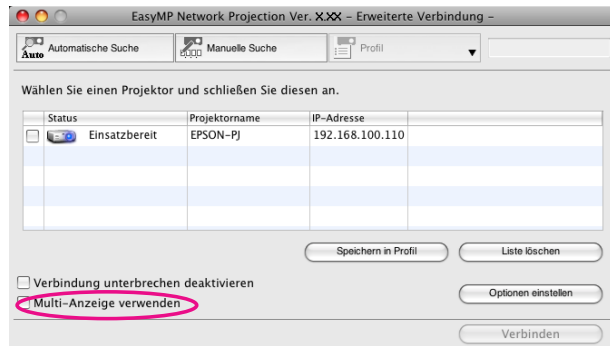 EasyMP Network Projection Ver. X.XX – Erweiterte Verbindung –
Auto Automatische Suche Manuelle Suche Profil
Wählen Sie einen Projektor und schließen Sie diesen an.
Status Projektorname IP-Adresse
Einsatzbereit EPSON-PJ 192.168.100.110
Speichern in Profil Liste löschen
Verbindung unterbrechen deaktivieren
Optionen einstellen
Multi-Anzeige verwenden
Verbinden